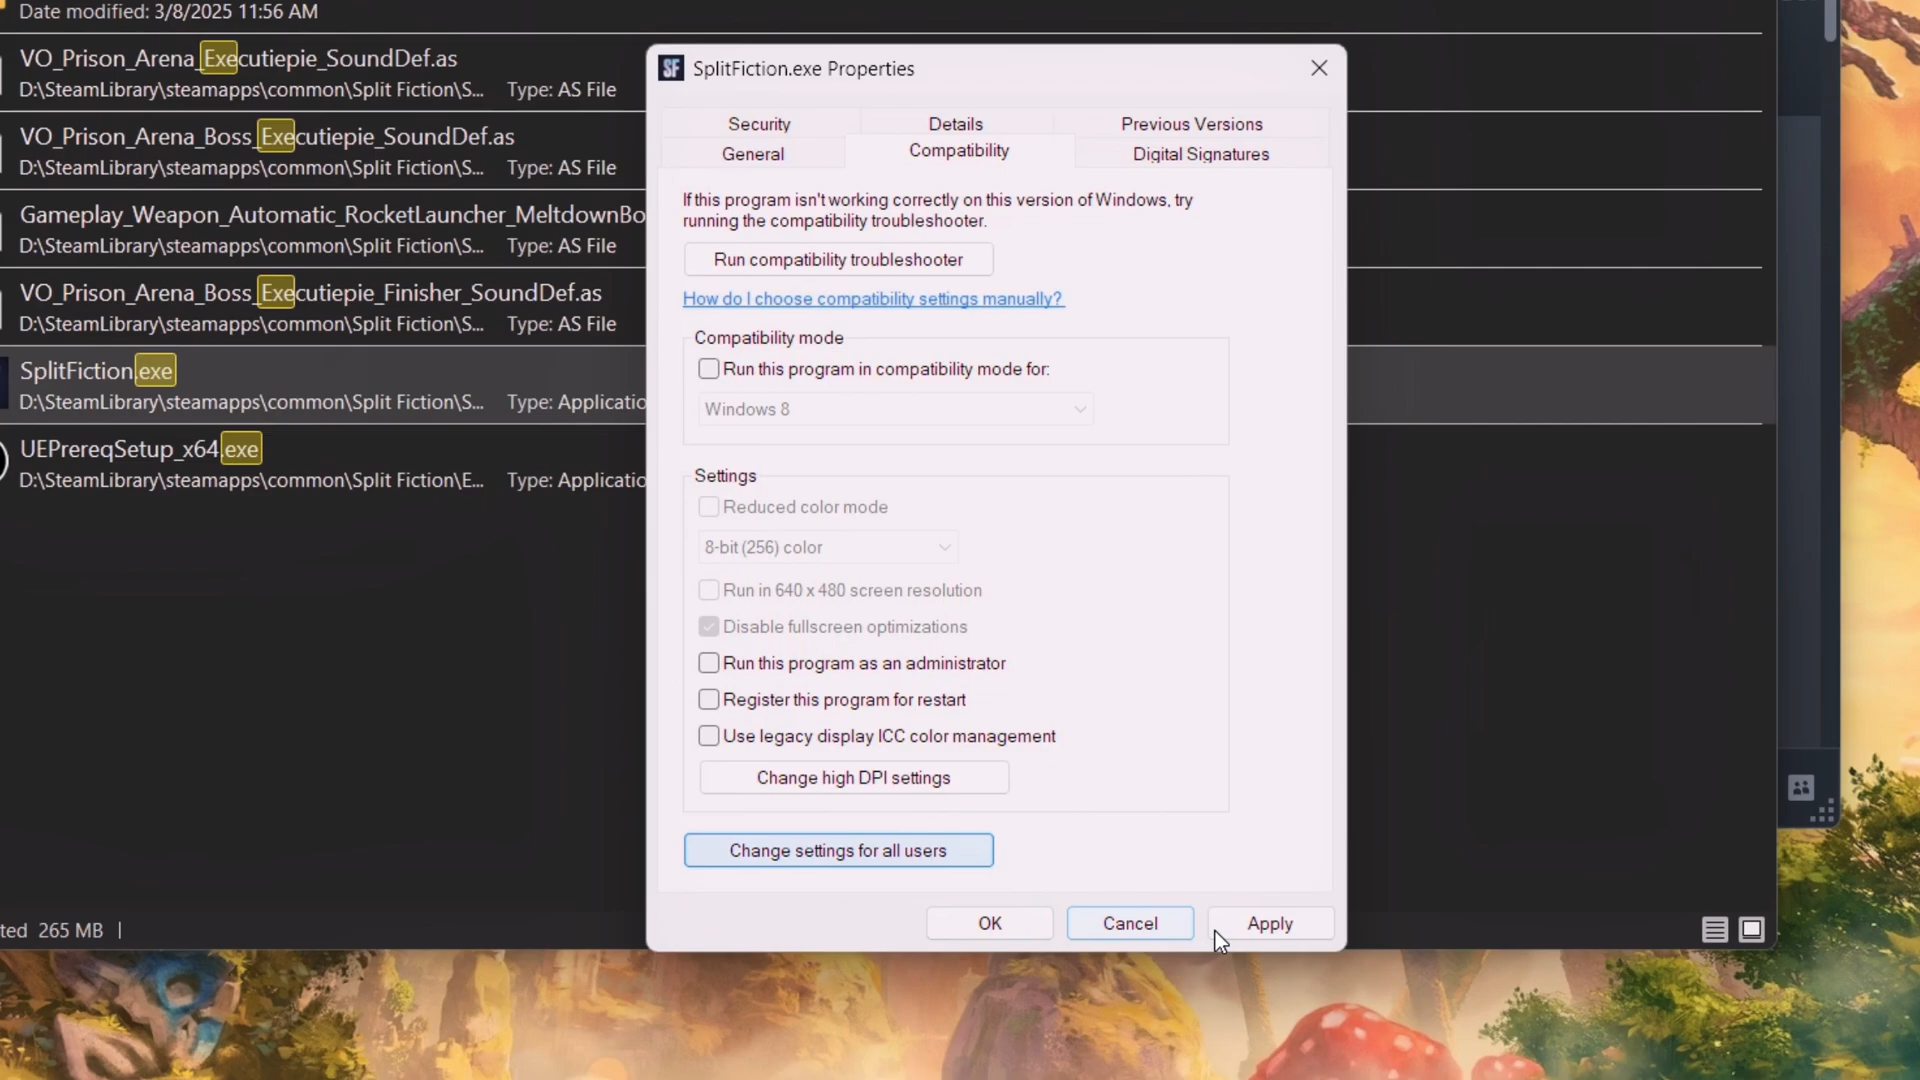 Date modified: 3/8/2025 11:56 AM
VO_Prison_Arena_Executiepie_SoundDef.as
D:\SteamLibrary\steamapps\common\Split Fiction\S... Type: AS File
VO_Prison_Arena_Boss_Executiepie_SoundDef.as
D:\SteamLibrary\steamapps\common\Split Fiction\S... Type: AS File
Gameplay_Weapon_Automatic_RocketLauncher_MeltdownBo
D:\SteamLibrary\steamapps\common\Split Fiction\S... Type: AS File
VO_Prison_Arena_Boss_Executiepie_Finisher_SoundDef.as
D:\SteamLibrary\steamapps\common\Split Fiction\S... Type: AS File
SplitFiction.exe
D:\SteamLibrary\steamapps\common\Split Fiction\S... Type: Applicatio
UEPrereqSetup_x64.exe
D:\SteamLibrary\steamapps\common\Split Fiction\E... Type: Applicatio
ted 265 MB
SF SplitFiction.exe Properties
Security Details Previous Versions
General Compatibility Digital Signatures
If this program isn't working correctly on this version of Windows, try
running the compatibility troubleshooter.
Run compatibility troubleshooter
How do I choose compatibility settings manually?
Compatibility mode
Run this program in compatibility mode for:
Windows 8
Settings
Reduced color mode
8-bit (256) color
Run in 640 x 480 screen resolution
Disable fullscreen optimizations
Run this program as an administrator
Register this program for restart
Use legacy display ICC color management
Change high DPI settings
Change settings for all users
OK Cancel Apply